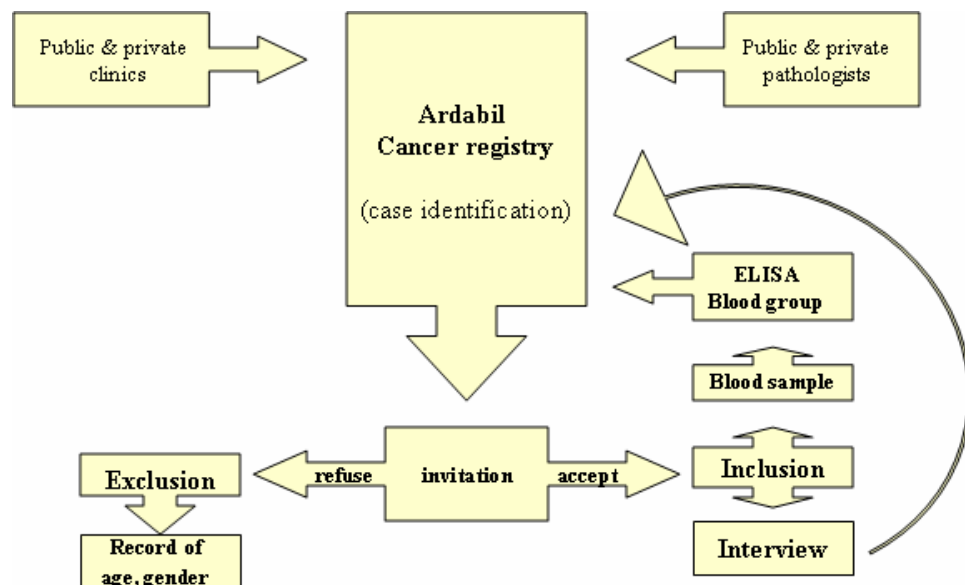 Public & private
clinics
Ardabil
Cancer registry
(case identification)
Public & private
pathologists
ELISA
Blood group
Blood sample
Exclusion
refuse
invitation
accept
Inclusion
Record of
age, gender
Interview